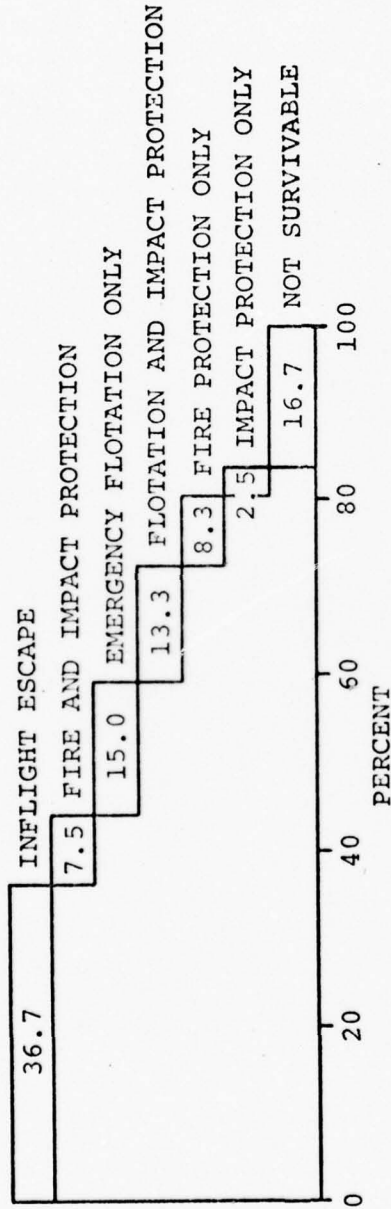 36.7 INFLIGHT ESCAPE
7.5 FIRE AND IMPACT PROTECTION
15.0 EMERGENCY FLOTATION ONLY
13.3 FLOTATION AND IMPACT PROTECTION
8.3 FIRE PROTECTION ONLY
2.5 IMPACT PROTECTION ONLY
16.7 NOT SURVIVABLE
0 20 40 60 80 100
PERCENT